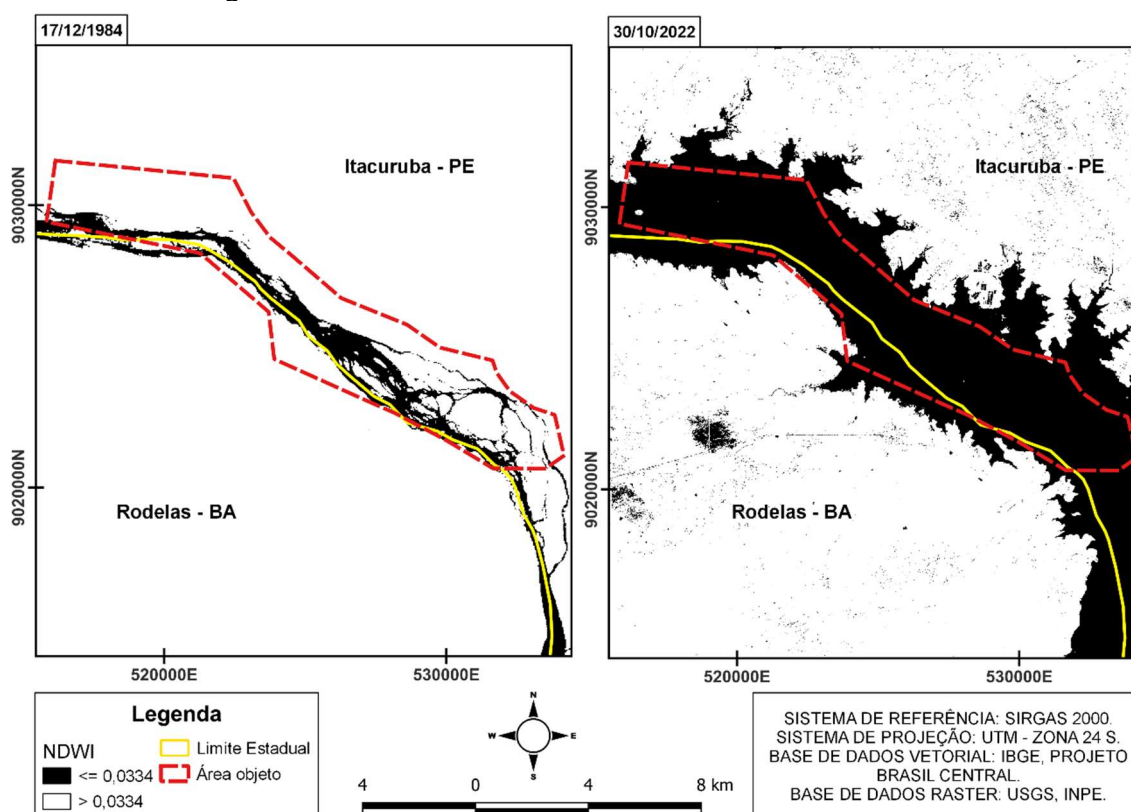 17/12/1984
30/10/2022
Itacuruba - PE
Itacuruba - PE
9030000N
9030000N
9020000N
9020000N
Rodelas - BA
Rodelas - BA
520000E
530000E
520000E
530000E
Legenda
NDWI
<= 0,0334
> 0,0334
Limite Estadual
Área objeto
N
W
E
S
4
0
4
8 km
SISTEMA DE REFERÊNCIA: SIRGAS 2000.
SISTEMA DE PROJEÇÃO: UTM - ZONA 24 S.
BASE DE DADOS VETORIAL: IBGE, PROJETO
BRASIL CENTRAL.
BASE DE DADOS RASTER: USGS, INPE.